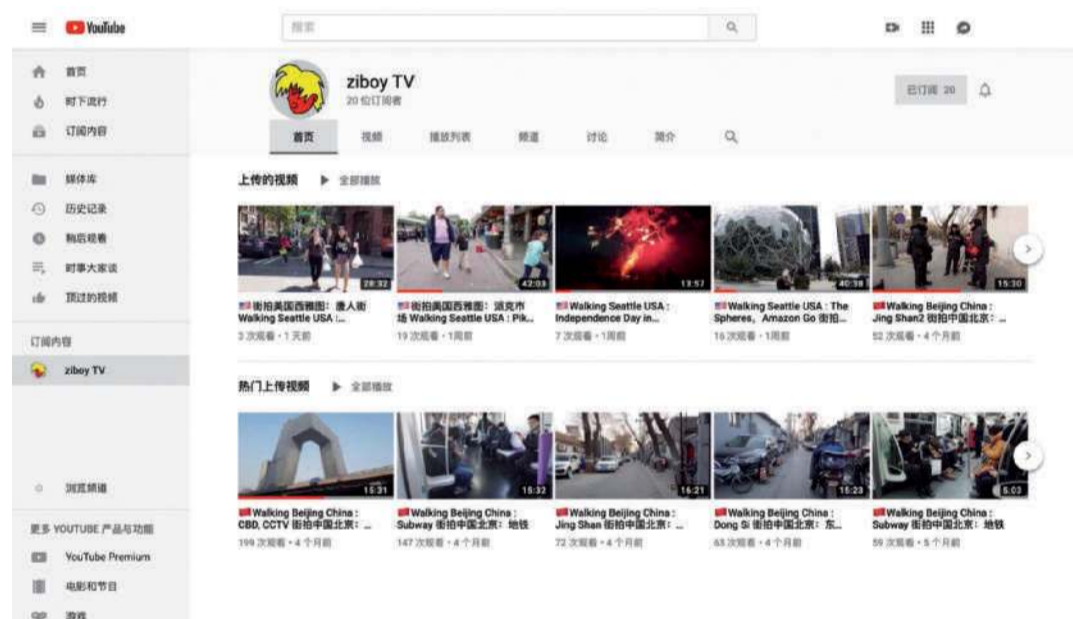 YouTube
搜索
首页
时下流行
订阅内容
媒体库
历史记录
稍后观看
时事大家谈
顶过的视频
订阅内容
ziboy TV
浏览频道
更多 YOUTUBE 产品与功能
YouTube Premium
电影和节目
游戏
ziboy TV
20 位订阅者
已订阅 20
首页
视频
播放列表
频道
讨论
简介
上传的视频
全部播放
28:32
街拍美国西雅图：唐人街
Walking Seattle USA :...
3 次观看・1 天前
42:03
街拍美国西雅图：派克市
场 Walking Seattle USA : Pik...
19 次观看・1周前
13:57
Walking Seattle USA :
Independence Day in...
7 次观看・1周前
40:38
Walking Seattle USA : The
Spheres，Amazon Go 街拍...
16 次观看・1周前
15:30
Walking Beijing China :
Jing Shan2 街拍中国北京：...
52 次观看・4 个月前
热门上传视频
全部播放
15:31
Walking Beijing China :
CBD, CCTV 街拍中国北京：...
199 次观看・4 个月前
15:32
Walking Beijing China :
Subway 街拍中国北京：地铁
147 次观看・4 个月前
16:21
Walking Beijing China :
Jing Shan 街拍中国北京：...
72 次观看・4 个月前
15:23
Walking Beijing China :
Dong Si 街拍中国北京：东...
63 次观看・4 个月前
5:03
Walking Beijing China :
Subway 街拍中国北京：地铁
59 次观看・5 个月前